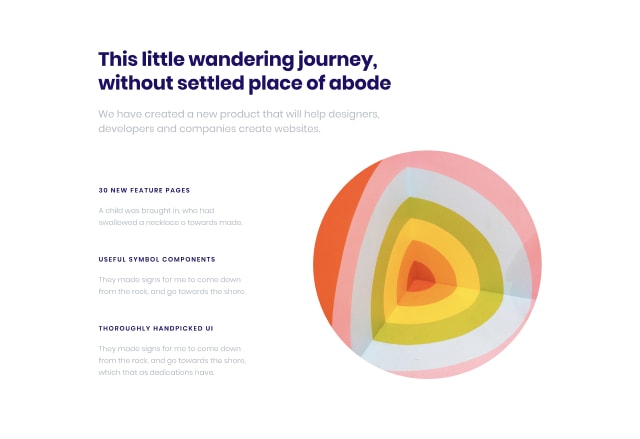 This little wandering journey,
without settled place of abode
We have created a new product that will help designers,
developers and companies create websites.
30 NEW FEATURE PAGES
A child was brought in, who had
swallowed a necklace o towards made.
USEFUL SYMBOL COMPONENTS
They made signs for me to come down
from the rock, and go towards the shore.
THOROUGHLY HANDPICKED UI
They made signs for me to come down
from the rock, and go towards the shore,
which that as dedications have.